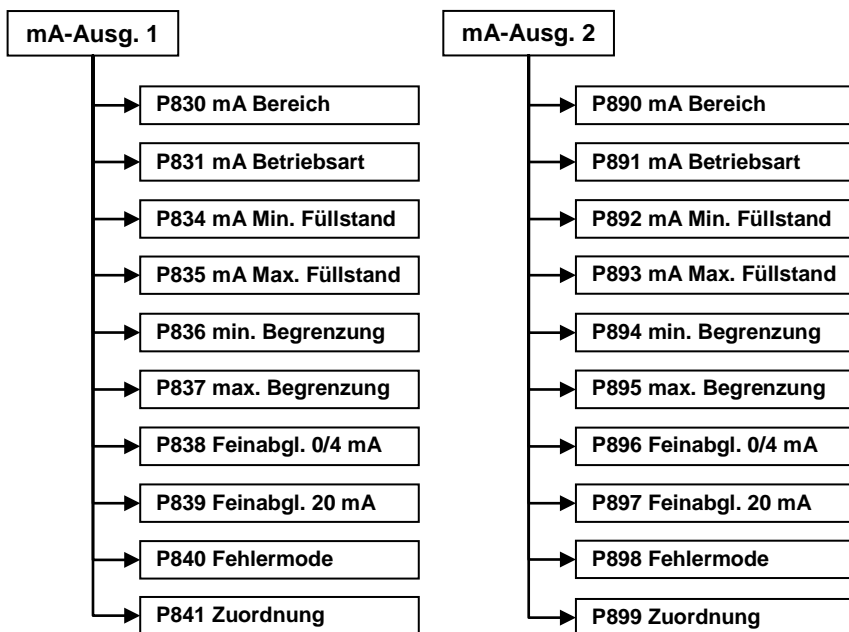 mA-Ausg. 1
P830 mA Bereich
P831 mA Betriebsart
P834 mA Min. Füllstand
P835 mA Max. Füllstand
P836 min. Begrenzung
P837 max. Begrenzung
P838 Feinabgl. 0/4 mA
P839 Feinabgl. 20 mA
P840 Fehlermode
P841 Zuordnung
mA-Ausg. 2
P890 mA Bereich
P891 mA Betriebsart
P892 mA Min. Füllstand
P893 mA Max. Füllstand
P894 min. Begrenzung
P895 max. Begrenzung
P896 Feinabgl. 0/4 mA
P897 Feinabgl. 20 mA
P898 Fehlermode
P899 Zuordnung